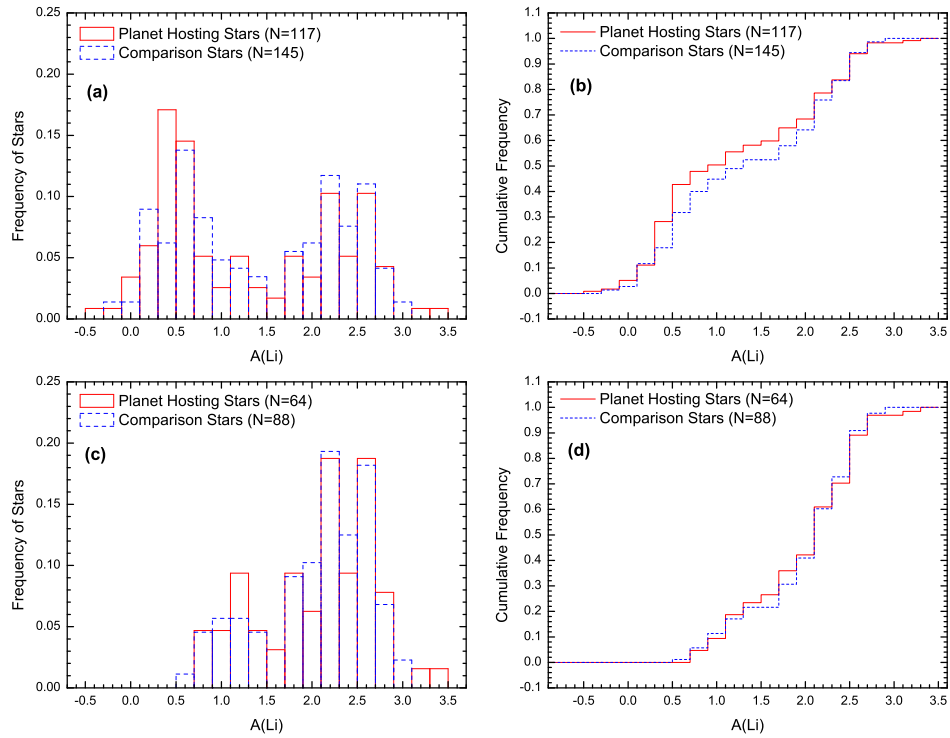 0.25
0.20
0.15
0.10
0.05
0.00
Frequency of Stars
Planet Hosting Stars (N=117)
Comparison Stars (N=145)
(a)
-0.5 0.0 0.5 1.0 1.5 2.0 2.5 3.0 3.5
A(Li)
1.1
1.0
0.9
0.8
0.7
0.6
0.5
0.4
0.3
0.2
0.1
0.0
-0.1
Cumulative Frequency
Planet Hosting Stars (N=117)
Comparison Stars (N=145)
(b)
-0.5 0.0 0.5 1.0 1.5 2.0 2.5 3.0 3.5
A(Li)
0.25
0.20
0.15
0.10
0.05
0.00
Frequency of Stars
Planet Hosting Stars (N=64)
Comparison Stars (N=88)
(c)
-0.5 0.0 0.5 1.0 1.5 2.0 2.5 3.0 3.5
A(Li)
1.1
1.0
0.9
0.8
0.7
0.6
0.5
0.4
0.3
0.2
0.1
0.0
-0.1
Cumulative Frequency
Planet Hosting Stars (N=64)
Comparison Stars (N=88)
(d)
-0.5 0.0 0.5 1.0 1.5 2.0 2.5 3.0 3.5
A(Li)